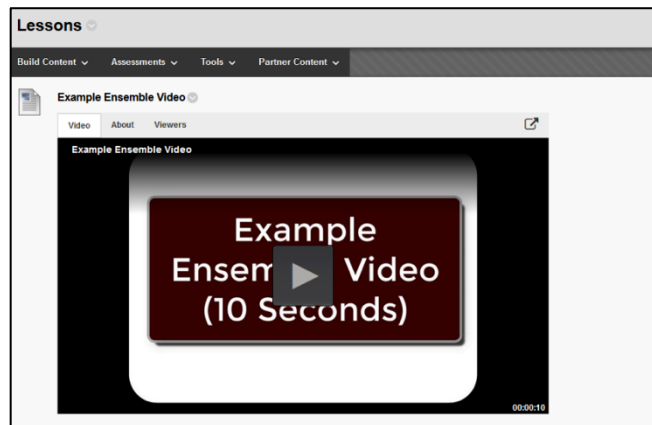 Lessons
Build Content Assessments Tools Partner Content
Example Ensemble Video
Video About Viewers
Example Ensemble Video
Example
Ensemble Video
(10 Seconds)
00:00:10